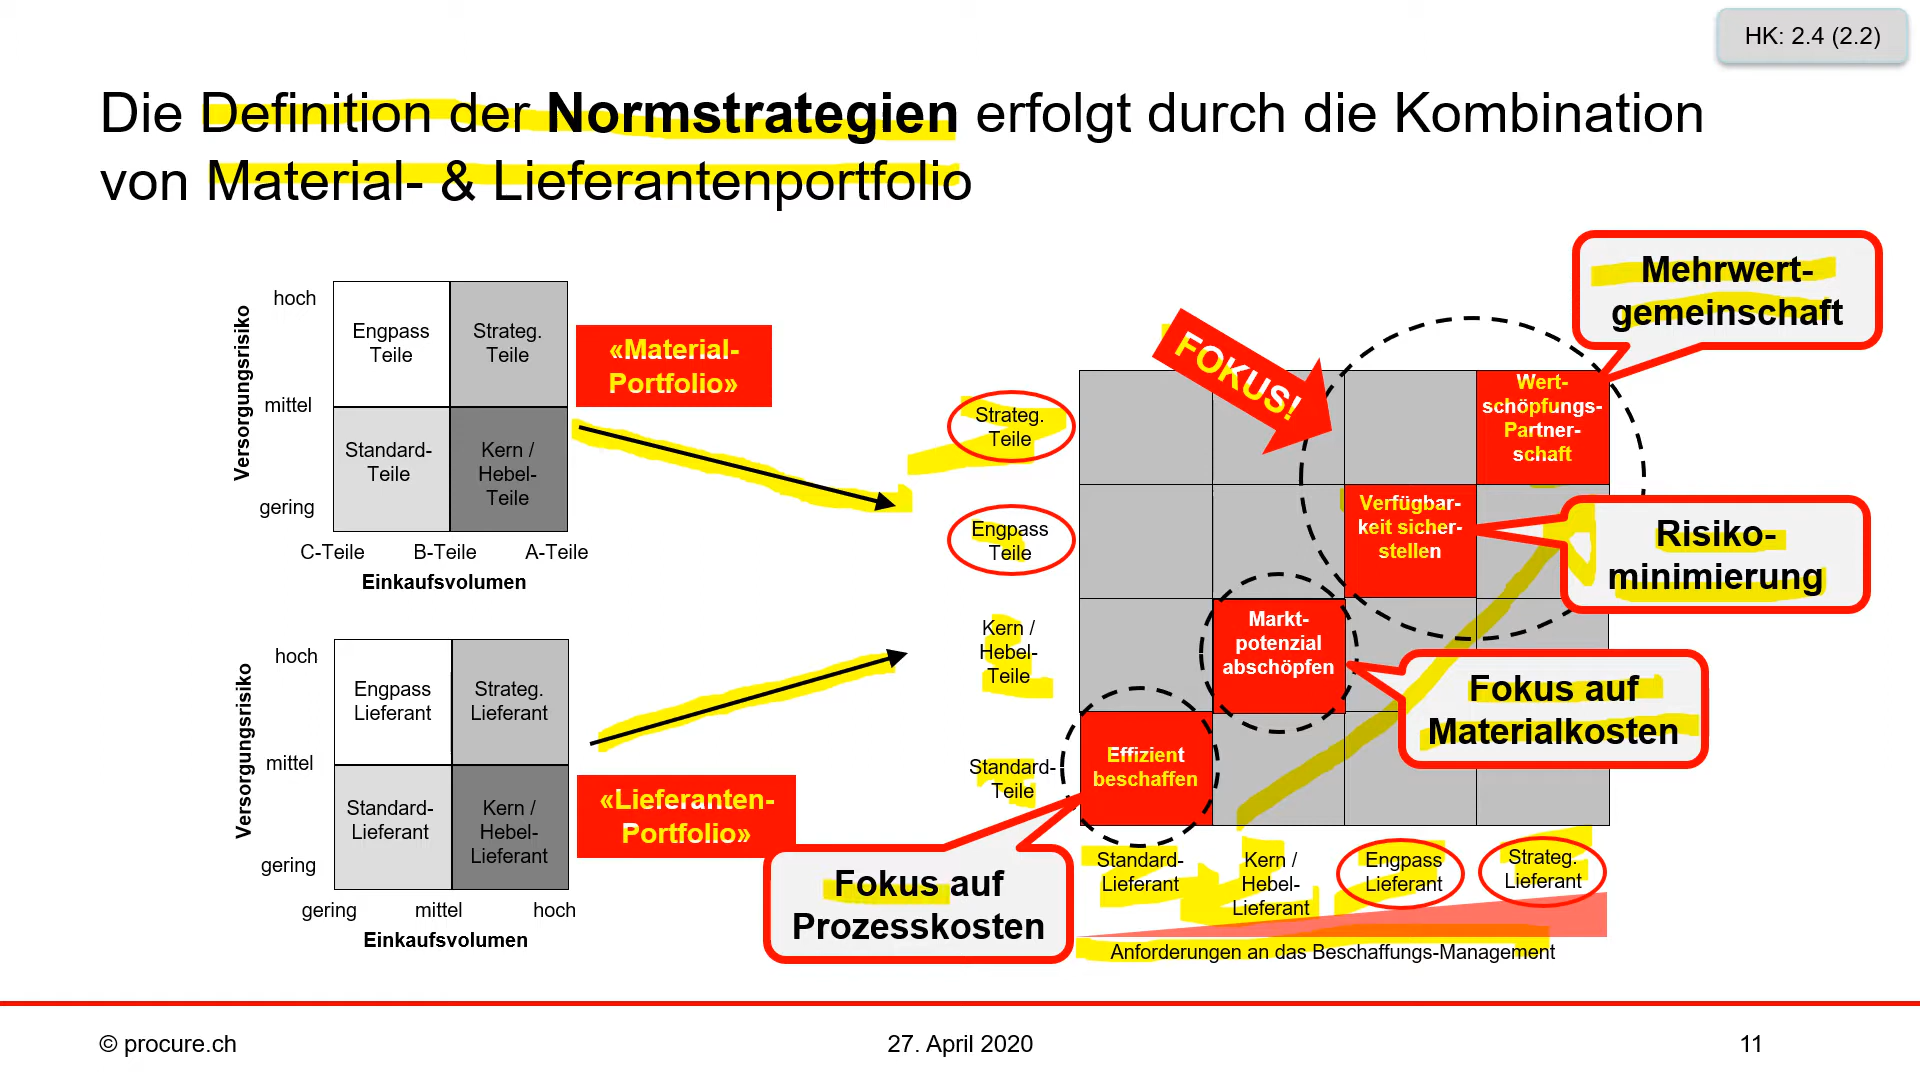 HK: 2.4 (2.2)
Die Definition der Normstrategien erfolgt durch die Kombination
von Material- & Lieferantenportfolio
Versorgungsrisiko
hoch
mittel
gering
Engpass
Teile
Strateg.
Teile
Standard-
Teile
Kern /
Hebel-
Teile
C-Teile
B-Teile
A-Teile
Einkaufsvolumen
«Material-
Portfolio»
Versorgungsrisiko
hoch
mittel
gering
Engpass
Lieferant
Strateg.
Lieferant
Standard-
Lieferant
Kern /
Hebel-
Lieferant
gering
mittel
hoch
Einkaufsvolumen
«Lieferanten-
Portfolio»
Strateg.
Teile
Engpass
Teile
Kern /
Hebel-
Teile
Standard-
Teile
FOKUS!
Wert-
schöpfungs-
Partner-
schaft
Verfügbar-
keit sicher-
stellen
Markt-
potenzial
abschöpfen
Effizient
beschaffen
Mehrwert-
gemeinschaft
Risiko-
minimierung
Fokus auf
Materialkosten
Fokus auf
Prozesskosten
Standard-
Lieferant
Kern /
Hebel-
Lieferant
Engpass
Lieferant
Strateg.
Lieferant
Anforderungen an das Beschaffungs-Management
© procure.ch
27. April 2020
11